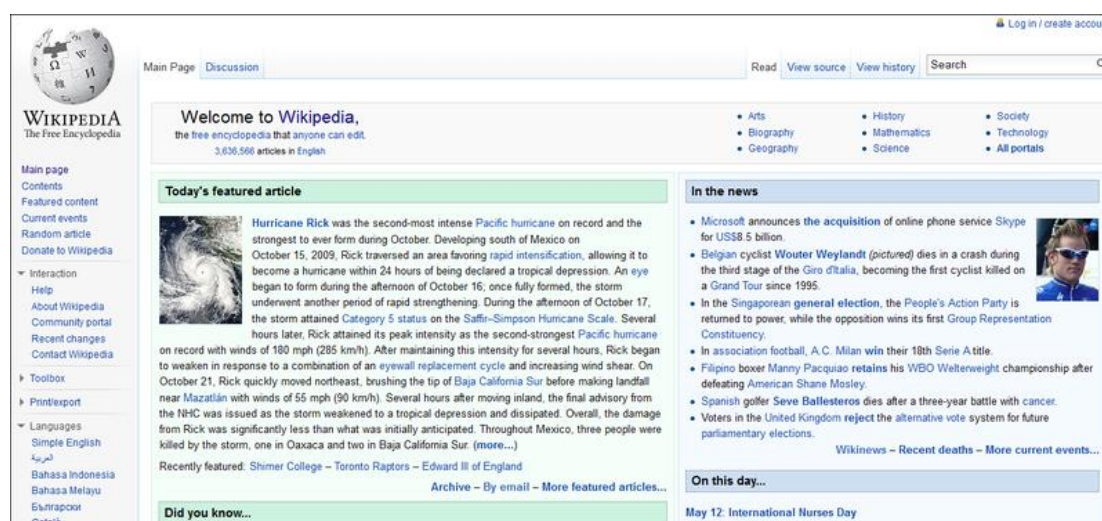 Log in / create accou
Main Page Discussion
Read View source View history Search
WIKIPEDIA
The Free Encyclopedia
Main page
Contents
Featured content
Current events
Random article
Donate to Wikipedia
Interaction
Help
About Wikipedia
Community portal
Recent changes
Contact Wikipedia
Toolbox
Print/export
Languages
Simple English
العربية
Bahasa Indonesia
Bahasa Melayu
Български
Català
Welcome to Wikipedia,
the free encyclopedia that anyone can edit.
3,636,566 articles in English
• Arts
• Biography
• Geography
• History
• Mathematics
• Science
• Society
• Technology
• All portals
Today's featured article
Hurricane Rick was the second-most intense Pacific hurricane on record and the
strongest to ever form during October. Developing south of Mexico on
October 15, 2009, Rick traversed an area favoring rapid intensification, allowing it to
become a hurricane within 24 hours of being declared a tropical depression. An eye
began to form during the afternoon of October 16; once fully formed, the storm
underwent another period of rapid strengthening. During the afternoon of October 17,
the storm attained Category 5 status on the Saffir–Simpson Hurricane Scale. Several
hours later, Rick attained its peak intensity as the second-strongest Pacific hurricane
on record with winds of 180 mph (285 km/h). After maintaining this intensity for several hours, Rick began
to weaken in response to a combination of an eyewall replacement cycle and increasing wind shear. On
October 21, Rick quickly moved northeast, brushing the tip of Baja California Sur before making landfall
near Mazatlán with winds of 55 mph (90 km/h). Several hours after moving inland, the final advisory from
the NHC was issued as the storm weakened to a tropical depression and dissipated. Overall, the damage
from Rick was significantly less than what was initially anticipated. Throughout Mexico, three people were
killed by the storm, one in Oaxaca and two in Baja California Sur. (more...)
Recently featured: Shimer College – Toronto Raptors – Edward III of England
Archive – By email – More featured articles...
Did you know...
In the news
• Microsoft announces the acquisition of online phone service Skype
for US$8.5 billion.
• Belgian cyclist Wouter Weylandt (pictured) dies in a crash during
the third stage of the Giro d'Italia, becoming the first cyclist killed on
a Grand Tour since 1995.
• In the Singaporean general election, the People's Action Party is
returned to power, while the opposition wins its first Group Representation
Constituency.
• In association football, A.C. Milan win their 18th Serie A title.
• Filipino boxer Manny Pacquiao retains his WBO Welterweight championship after
defeating American Shane Mosley.
• Spanish golfer Seve Ballesteros dies after a three-year battle with cancer.
• Voters in the United Kingdom reject the alternative vote system for future
parliamentary elections.
Wikinews – Recent deaths – More current events...
On this day...
May 12: International Nurses Day